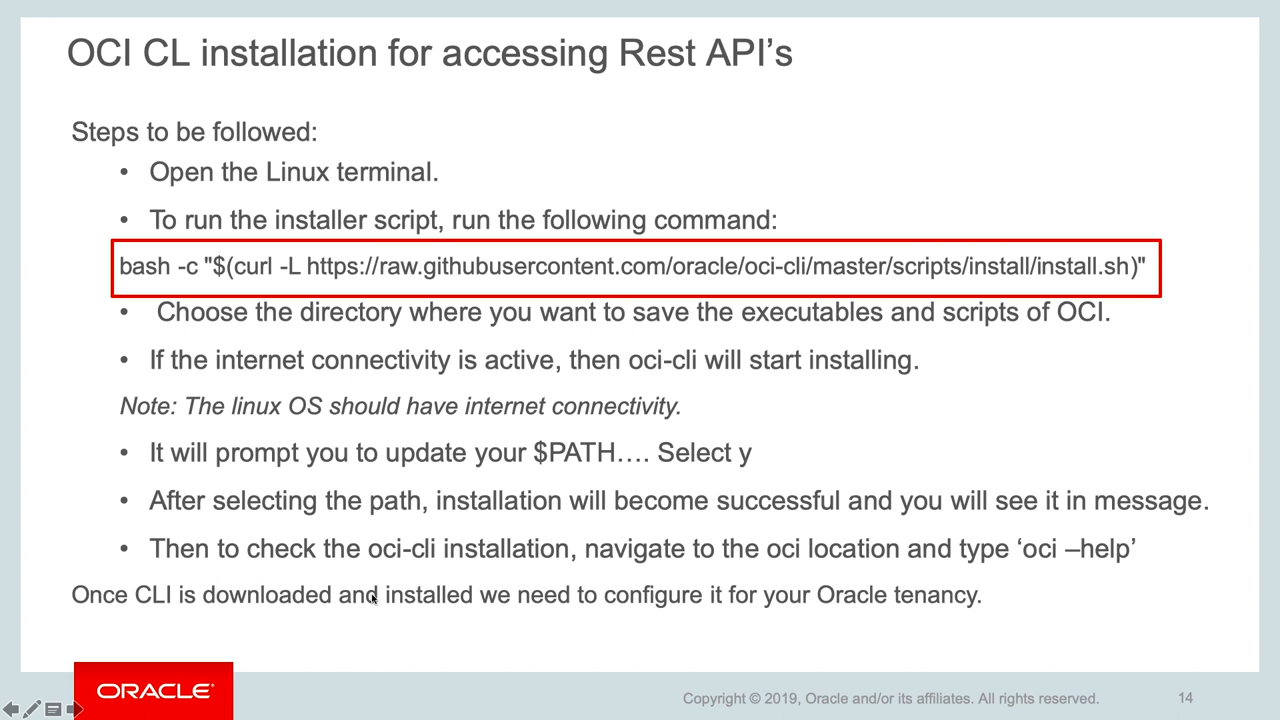 OCI CL installation for accessing Rest API’s
Steps to be followed:
• Open the Linux terminal.
• To run the installer script, run the following command:
bash -c "$(curl -L https://raw.githubusercontent.com/oracle/oci-cli/master/scripts/install/install.sh)"
• Choose the directory where you want to save the executables and scripts of OCI.
• If the internet connectivity is active, then oci-cli will start installing.
Note: The linux OS should have internet connectivity.
• It will prompt you to update your $PATH…. Select y
• After selecting the path, installation will become successful and you will see it in message.
• Then to check the oci-cli installation, navigate to the oci location and type ‘oci –help’
Once CLI is downloaded and installed we need to configure it for your Oracle tenancy.
ORACLE®
Copyright © 2019, Oracle and/or its affiliates. All rights reserved.
14